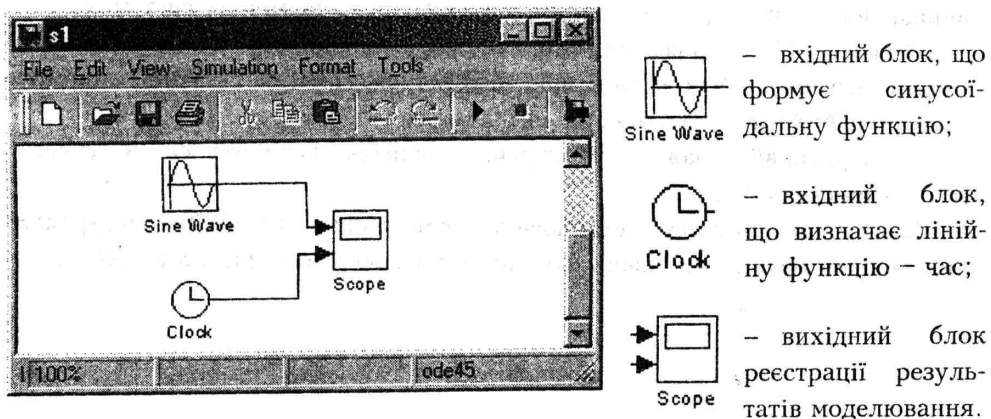 s1
File Edit View Simulation Format Tools
Sine Wave
Clock
Scope
100%
ode45
Sine Wave
– вхідний блок, що
формує синусої-
дальну функцію;
Clock
– вхідний блок,
що визначає ліній-
ну функцію – час;
Scope
– вихідний блок
реєстрації резуль-
татів моделювання.